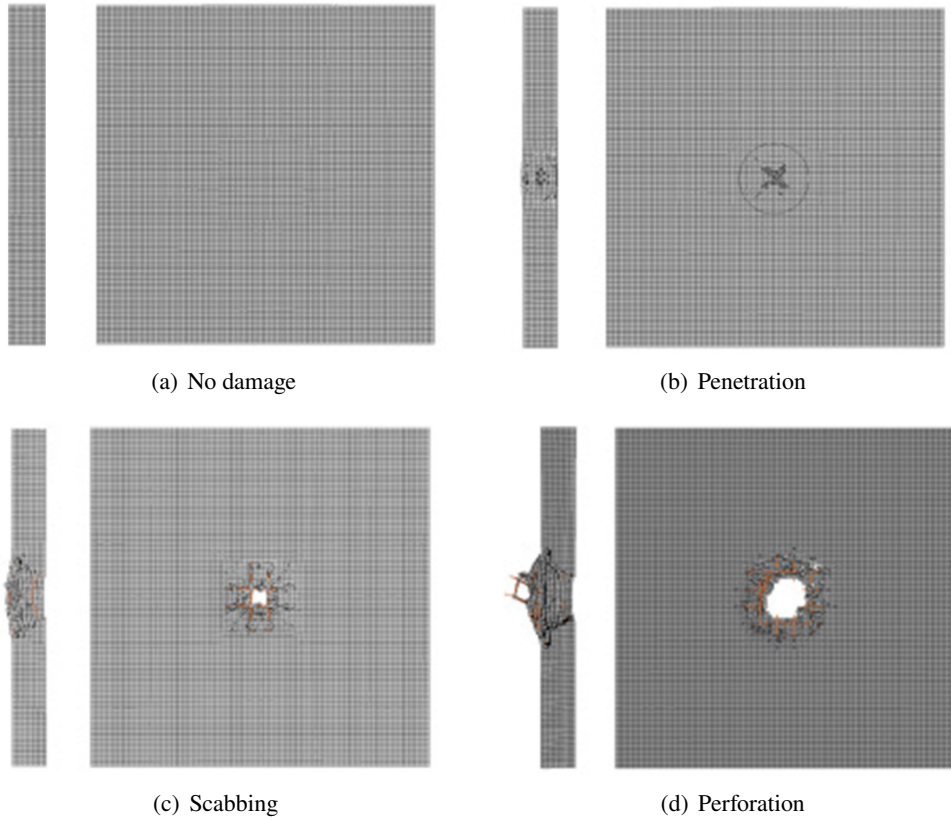 (a) No damage
(b) Penetration
(c) Scabbing
(d) Perforation